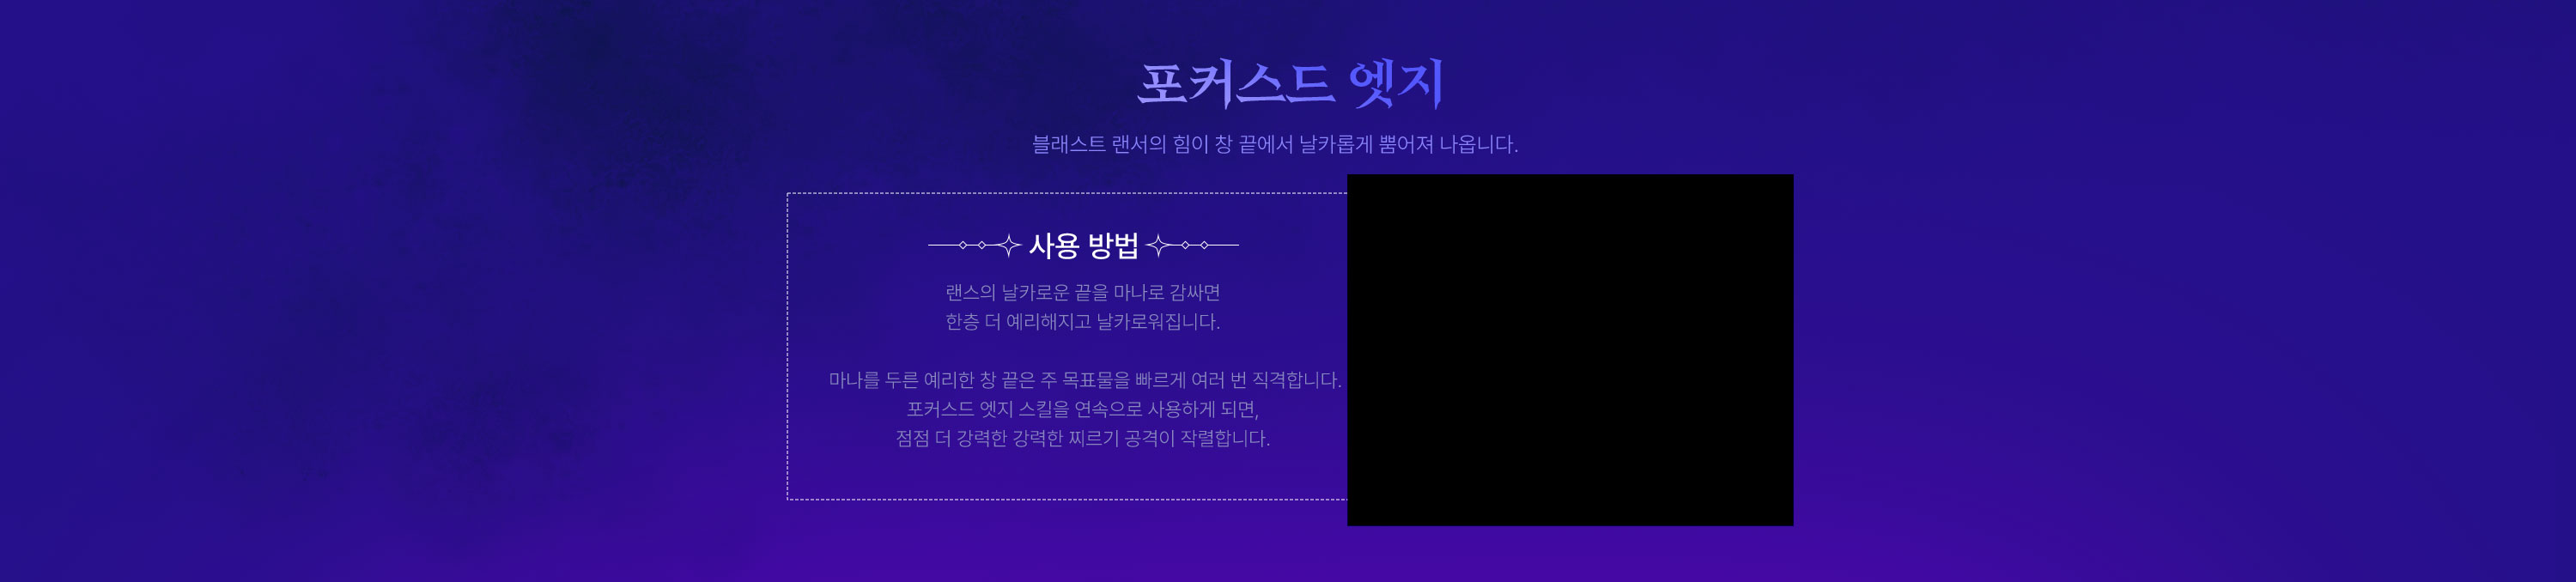 포커스드 엣지
블래스트 랜서의 힘이 창 끝에서 날카롭게 뿜어져 나옵니다.
사용 방법
랜스의 날카로운 끝을 마나로 감싸면
한층 더 예리해지고 날카로워집니다.
마나를 두른 예리한 창 끝은 주 목표물을 빠르게 여러 번 직격합니다.
포커스드 엣지 스킬을 연속으로 사용하게 되면,
점점 더 강력한 강력한 찌르기 공격이 작렬합니다.